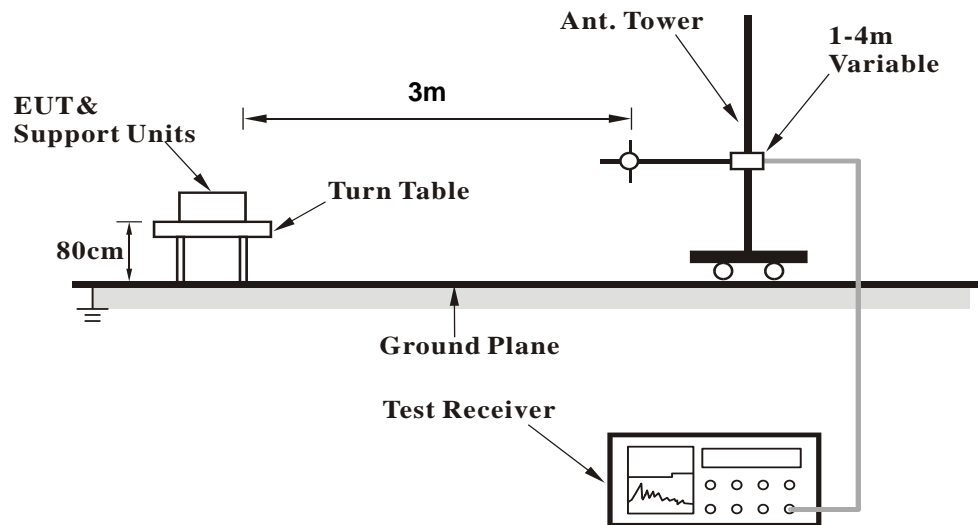 Ant. Tower
1-4m
Variable
3m
EUT&
Support Units
Turn Table
80cm
Ground Plane
Test Receiver